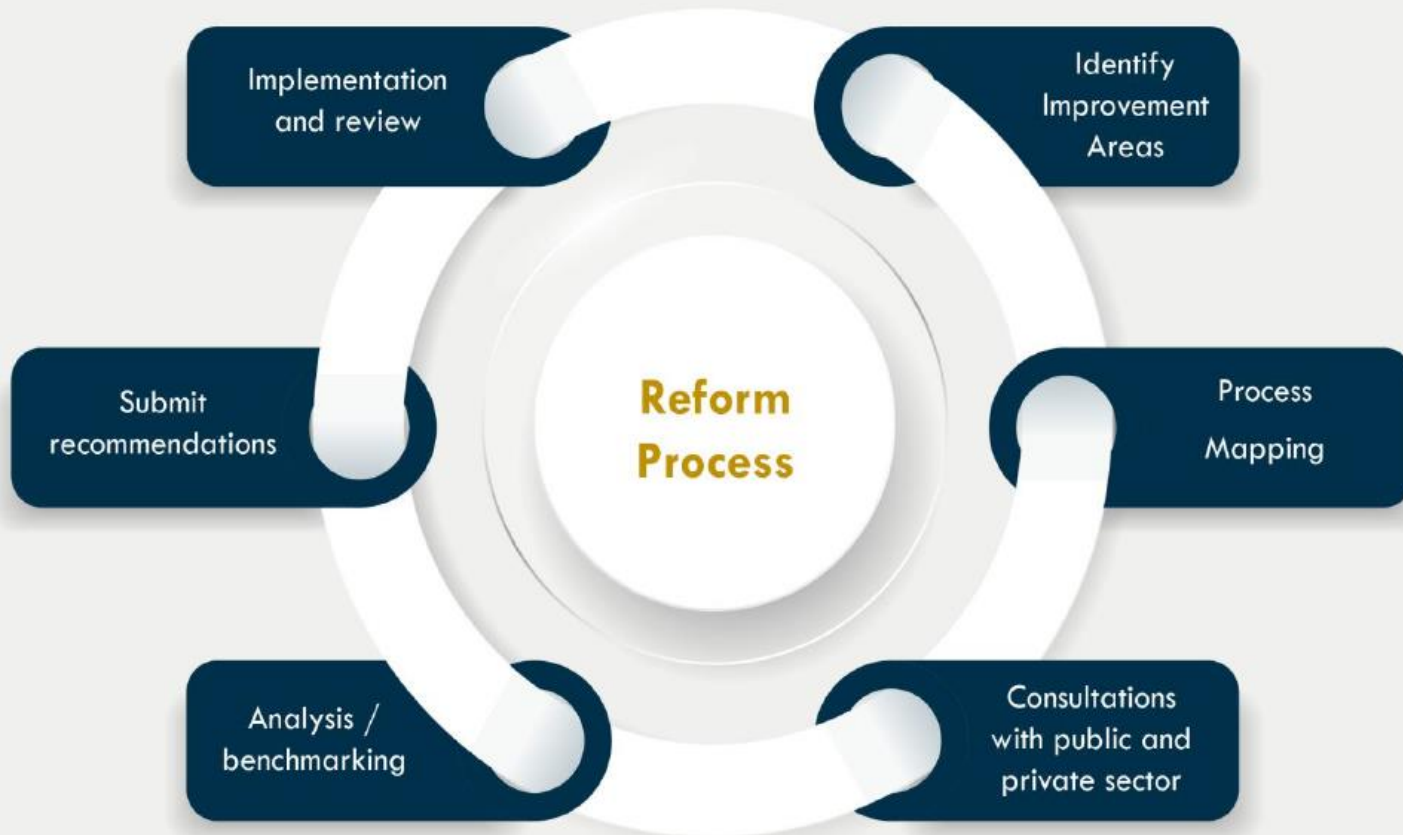 Implementation
and review
Identify
Improvement
Areas
Submit
recommendations
Reform
Process
Process
Mapping
Analysis /
benchmarking
Consultations
with public and
private sector